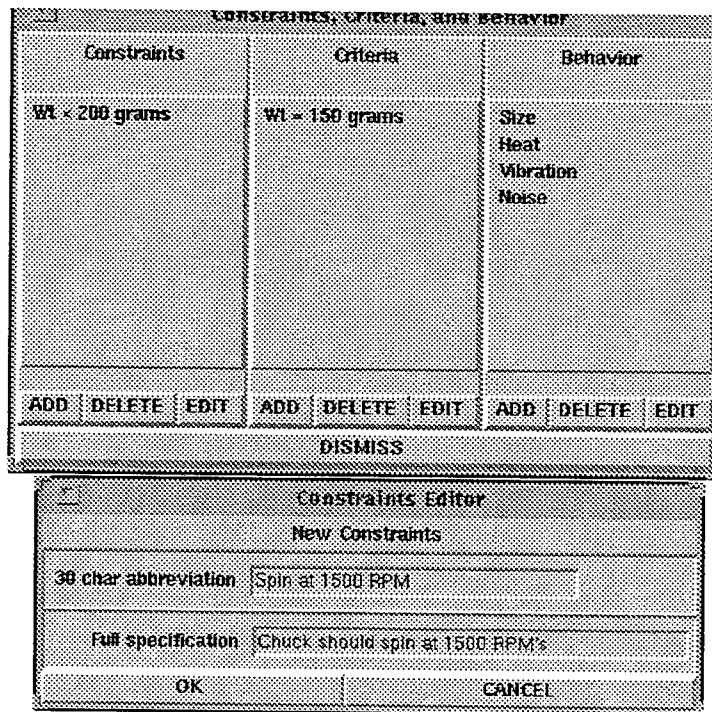 Constraints, Criteria, and Behavior
Constraints Criteria Behavior
Wt < 200 grams Wt = 150 grams Size
Heat
Vibration
Noise
ADD DELETE EDIT ADD DELETE EDIT ADD DELETE EDIT
DISMISS
Constraints Editor
New Constraints
30 char abbreviation Spin at 1500 RPM
Full specification Chuck should spin at 1500 RPM's
OK CANCEL